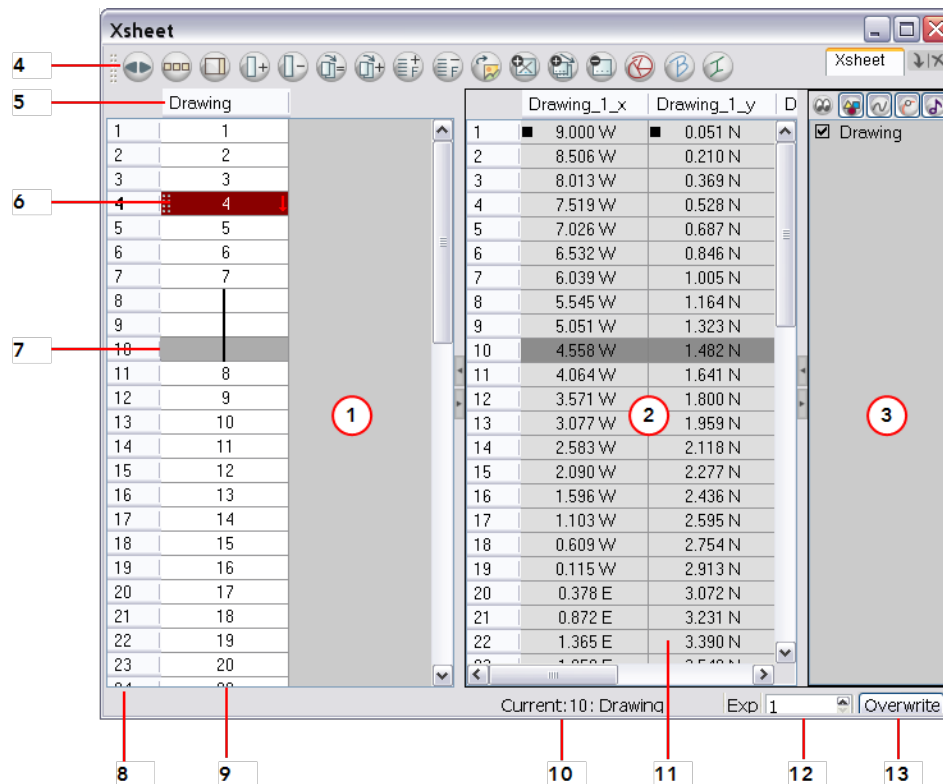 Xsheet
4
Xsheet
5 Drawing Drawing_1_x Drawing_1_y D
1 1 1 9.000 W 0.051 N Drawing
2 2 2 8.506 W 0.210 N
3 3 3 8.013 W 0.369 N
6 4 4 4 7.519 W 0.528 N
5 5 5 7.026 W 0.687 N
6 6 6 6.532 W 0.846 N
7 7 7 6.039 W 1.005 N
8 8 5.545 W 1.164 N
9 9 5.051 W 1.323 N
7 10 10 4.558 W 1.482 N
11 8 11 4.064 W 1.641 N
12 9 12 3.571 W 1.800 N
13 10 1 13 3.077 W 2 1.959 N 3
14 11 14 2.583 W 2.118 N
15 12 15 2.090 W 2.277 N
16 13 16 1.596 W 2.436 N
17 14 17 1.103 W 2.595 N
18 15 18 0.609 W 2.754 N
19 16 19 0.115 W 2.913 N
20 17 20 0.378 E 3.072 N
21 18 21 0.872 E 3.231 N
22 19 22 1.365 E 3.390 N
23 20
Current: 10: Drawing Exp 1 Overwrite
8 9 10 11 12 13